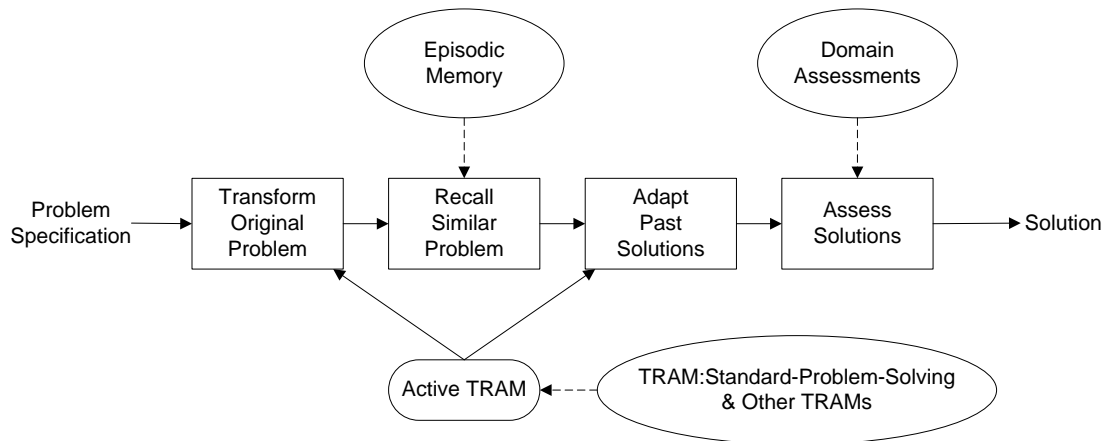 Episodic
Memory
Domain
Assessments
Problem
Specification
Transform
Original
Problem
Recall
Similar
Problem
Adapt
Past
Solutions
Assess
Solutions
Solution
Active TRAM
TRAM:Standard-Problem-Solving
& Other TRAMs